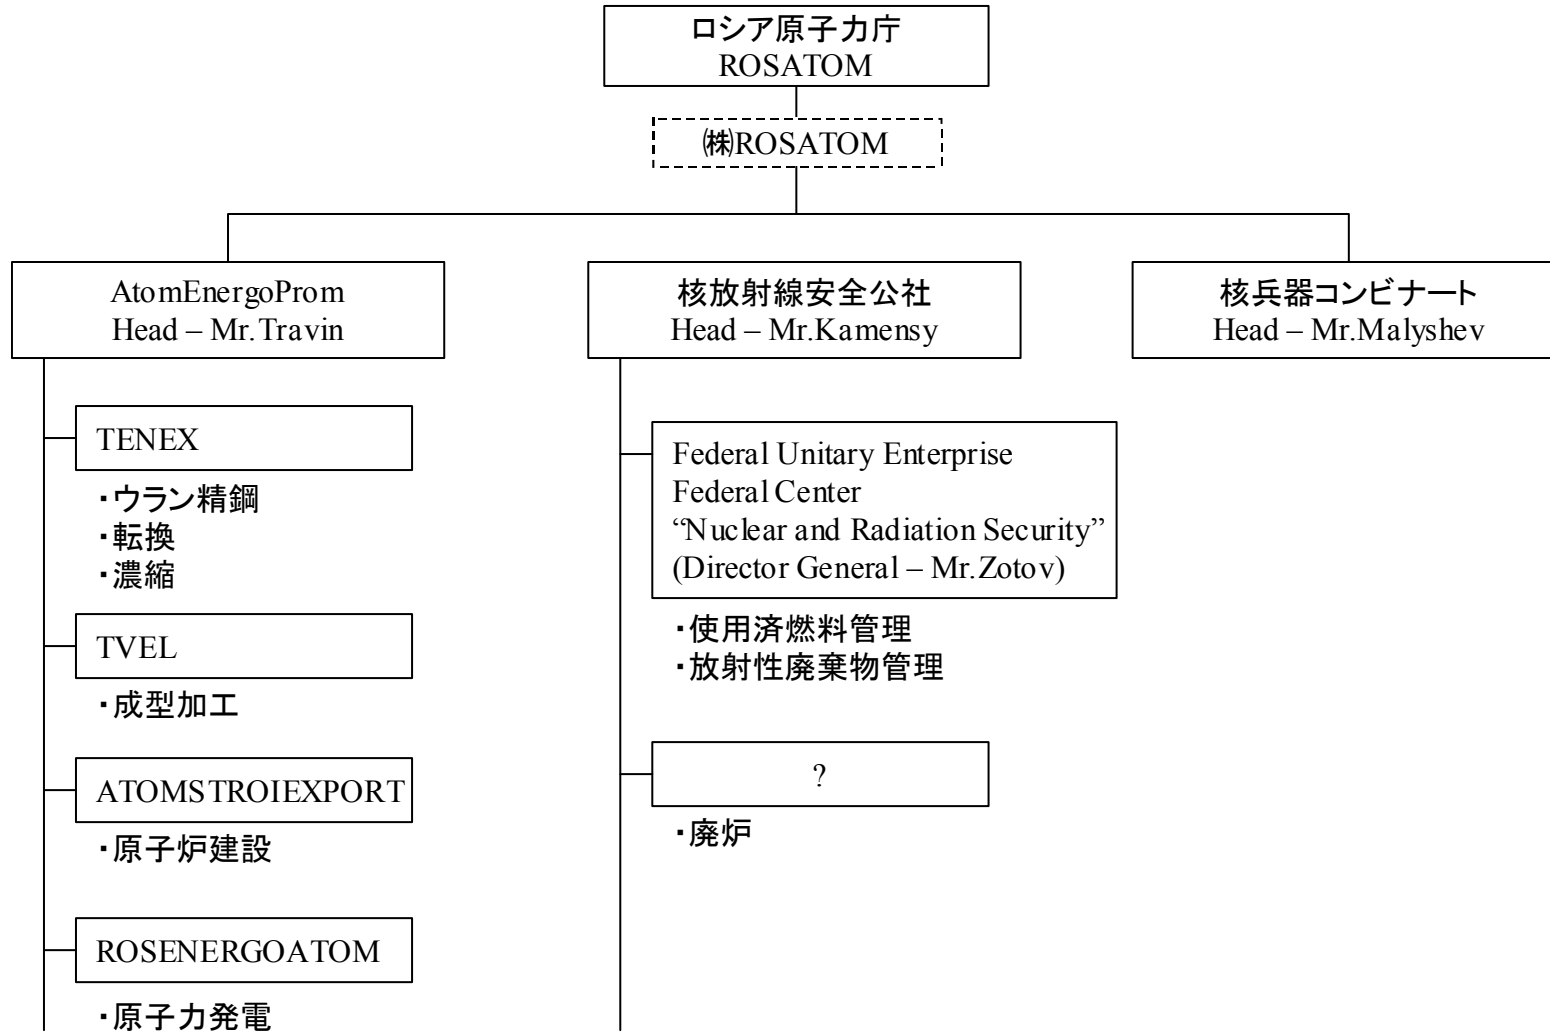 ロシア原子力庁
ROSATOM
㈱ROSATOM
AtomEnergoProm
Head – Mr.Travin
TENEX
・ウラン精鋼
・転換
・濃縮
TVEL
・成型加工
ATOMSTROIEXPORT
・原子炉建設
ROSENERGOATOM
・原子力発電
核放射線安全公社
Head – Mr.Kamensy
Federal Unitary Enterprise
Federal Center
“Nuclear and Radiation Security”
(Director General – Mr.Zotov)
・使用済燃料管理
・放射性廃棄物管理
?
・廃炉
核兵器コンビナート
Head – Mr.Malyshev